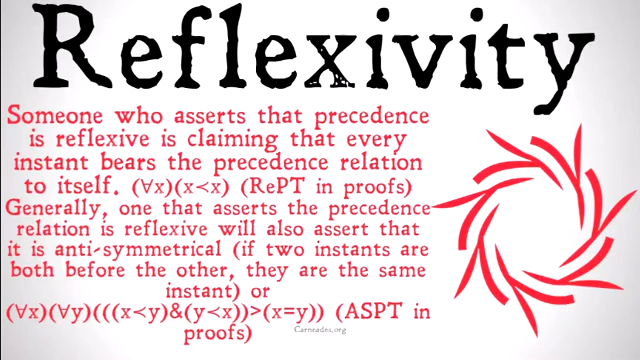 Reflexivity
Someone who asserts that precedence
is reflexive is claiming that every
instant bears the precedence relation
to itself. (∀x)(x≺x) (RePT in proofs)
Generally, one that asserts the precedence
relation is reflexive will also assert that
it is anti-symmetrical (if two instants are
both before the other, they are the same
instant) or
(∀x)(∀y)(((x≺y)&(y≺x))>(x=y)) (ASPT in
proofs)
Carneades.org